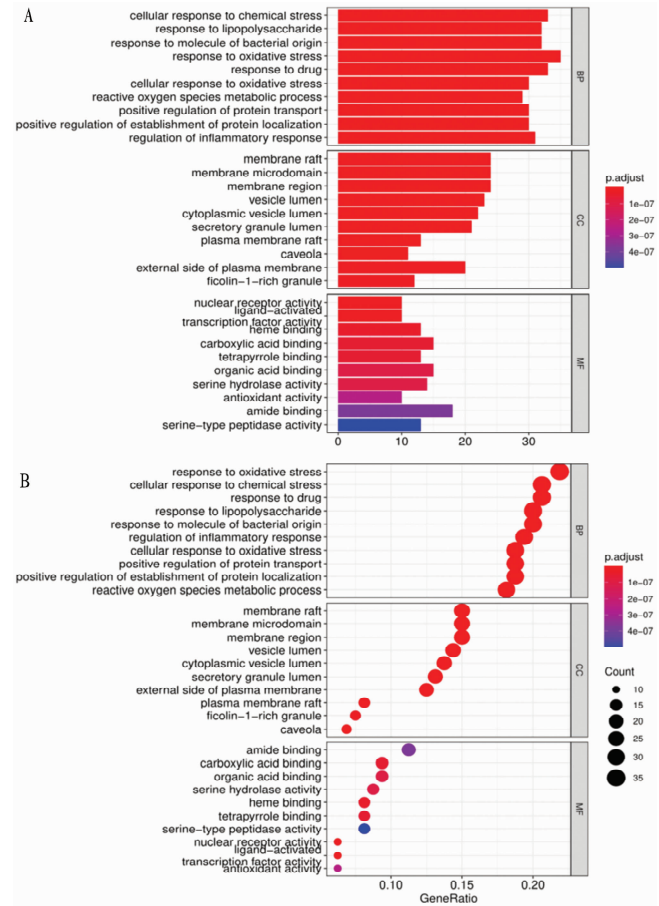 A
cellular response to chemical stress
response to lipopolysaccharide
response to molecule of bacterial origin
response to oxidative stress
response to drug
cellular response to oxidative stress
reactive oxygen species metabolic process
positive regulation of protein transport
positive regulation of establishment of protein localization
regulation of inflammatory response
BP
membrane raft
membrane microdomain
membrane region
vesicle lumen
cytoplasmic vesicle lumen
secretory granule lumen
plasma membrane raft
caveola
external side of plasma membrane
ficolin-1-rich granule
CC
nuclear receptor activity
ligand-activated
transcription factor activity
heme binding
carboxylic acid binding
tetrapyrrole binding
organic acid binding
serine hydrolase activity
antioxidant activity
amide binding
serine-type peptidase activity
MF
0 10 20 30
p.adjust
1e-07
2e-07
3e-07
4e-07
B
response to oxidative stress
cellular response to chemical stress
response to drug
response to lipopolysaccharide
response to molecule of bacterial origin
regulation of inflammatory response
cellular response to oxidative stress
positive regulation of protein transport
positive regulation of establishment of protein localization
reactive oxygen species metabolic process
BP
membrane raft
membrane microdomain
membrane region
vesicle lumen
cytoplasmic vesicle lumen
secretory granule lumen
external side of plasma membrane
plasma membrane raft
ficolin-1-rich granule
caveola
CC
amide binding
carboxylic acid binding
organic acid binding
serine hydrolase activity
heme binding
tetrapyrrole binding
serine-type peptidase activity
nuclear receptor activity
ligand-activated
transcription factor activity
antioxidant activity
MF
0.10 0.15 0.20
GeneRatio
p.adjust
1e-07
2e-07
3e-07
4e-07
Count
10
15
20
25
30
35